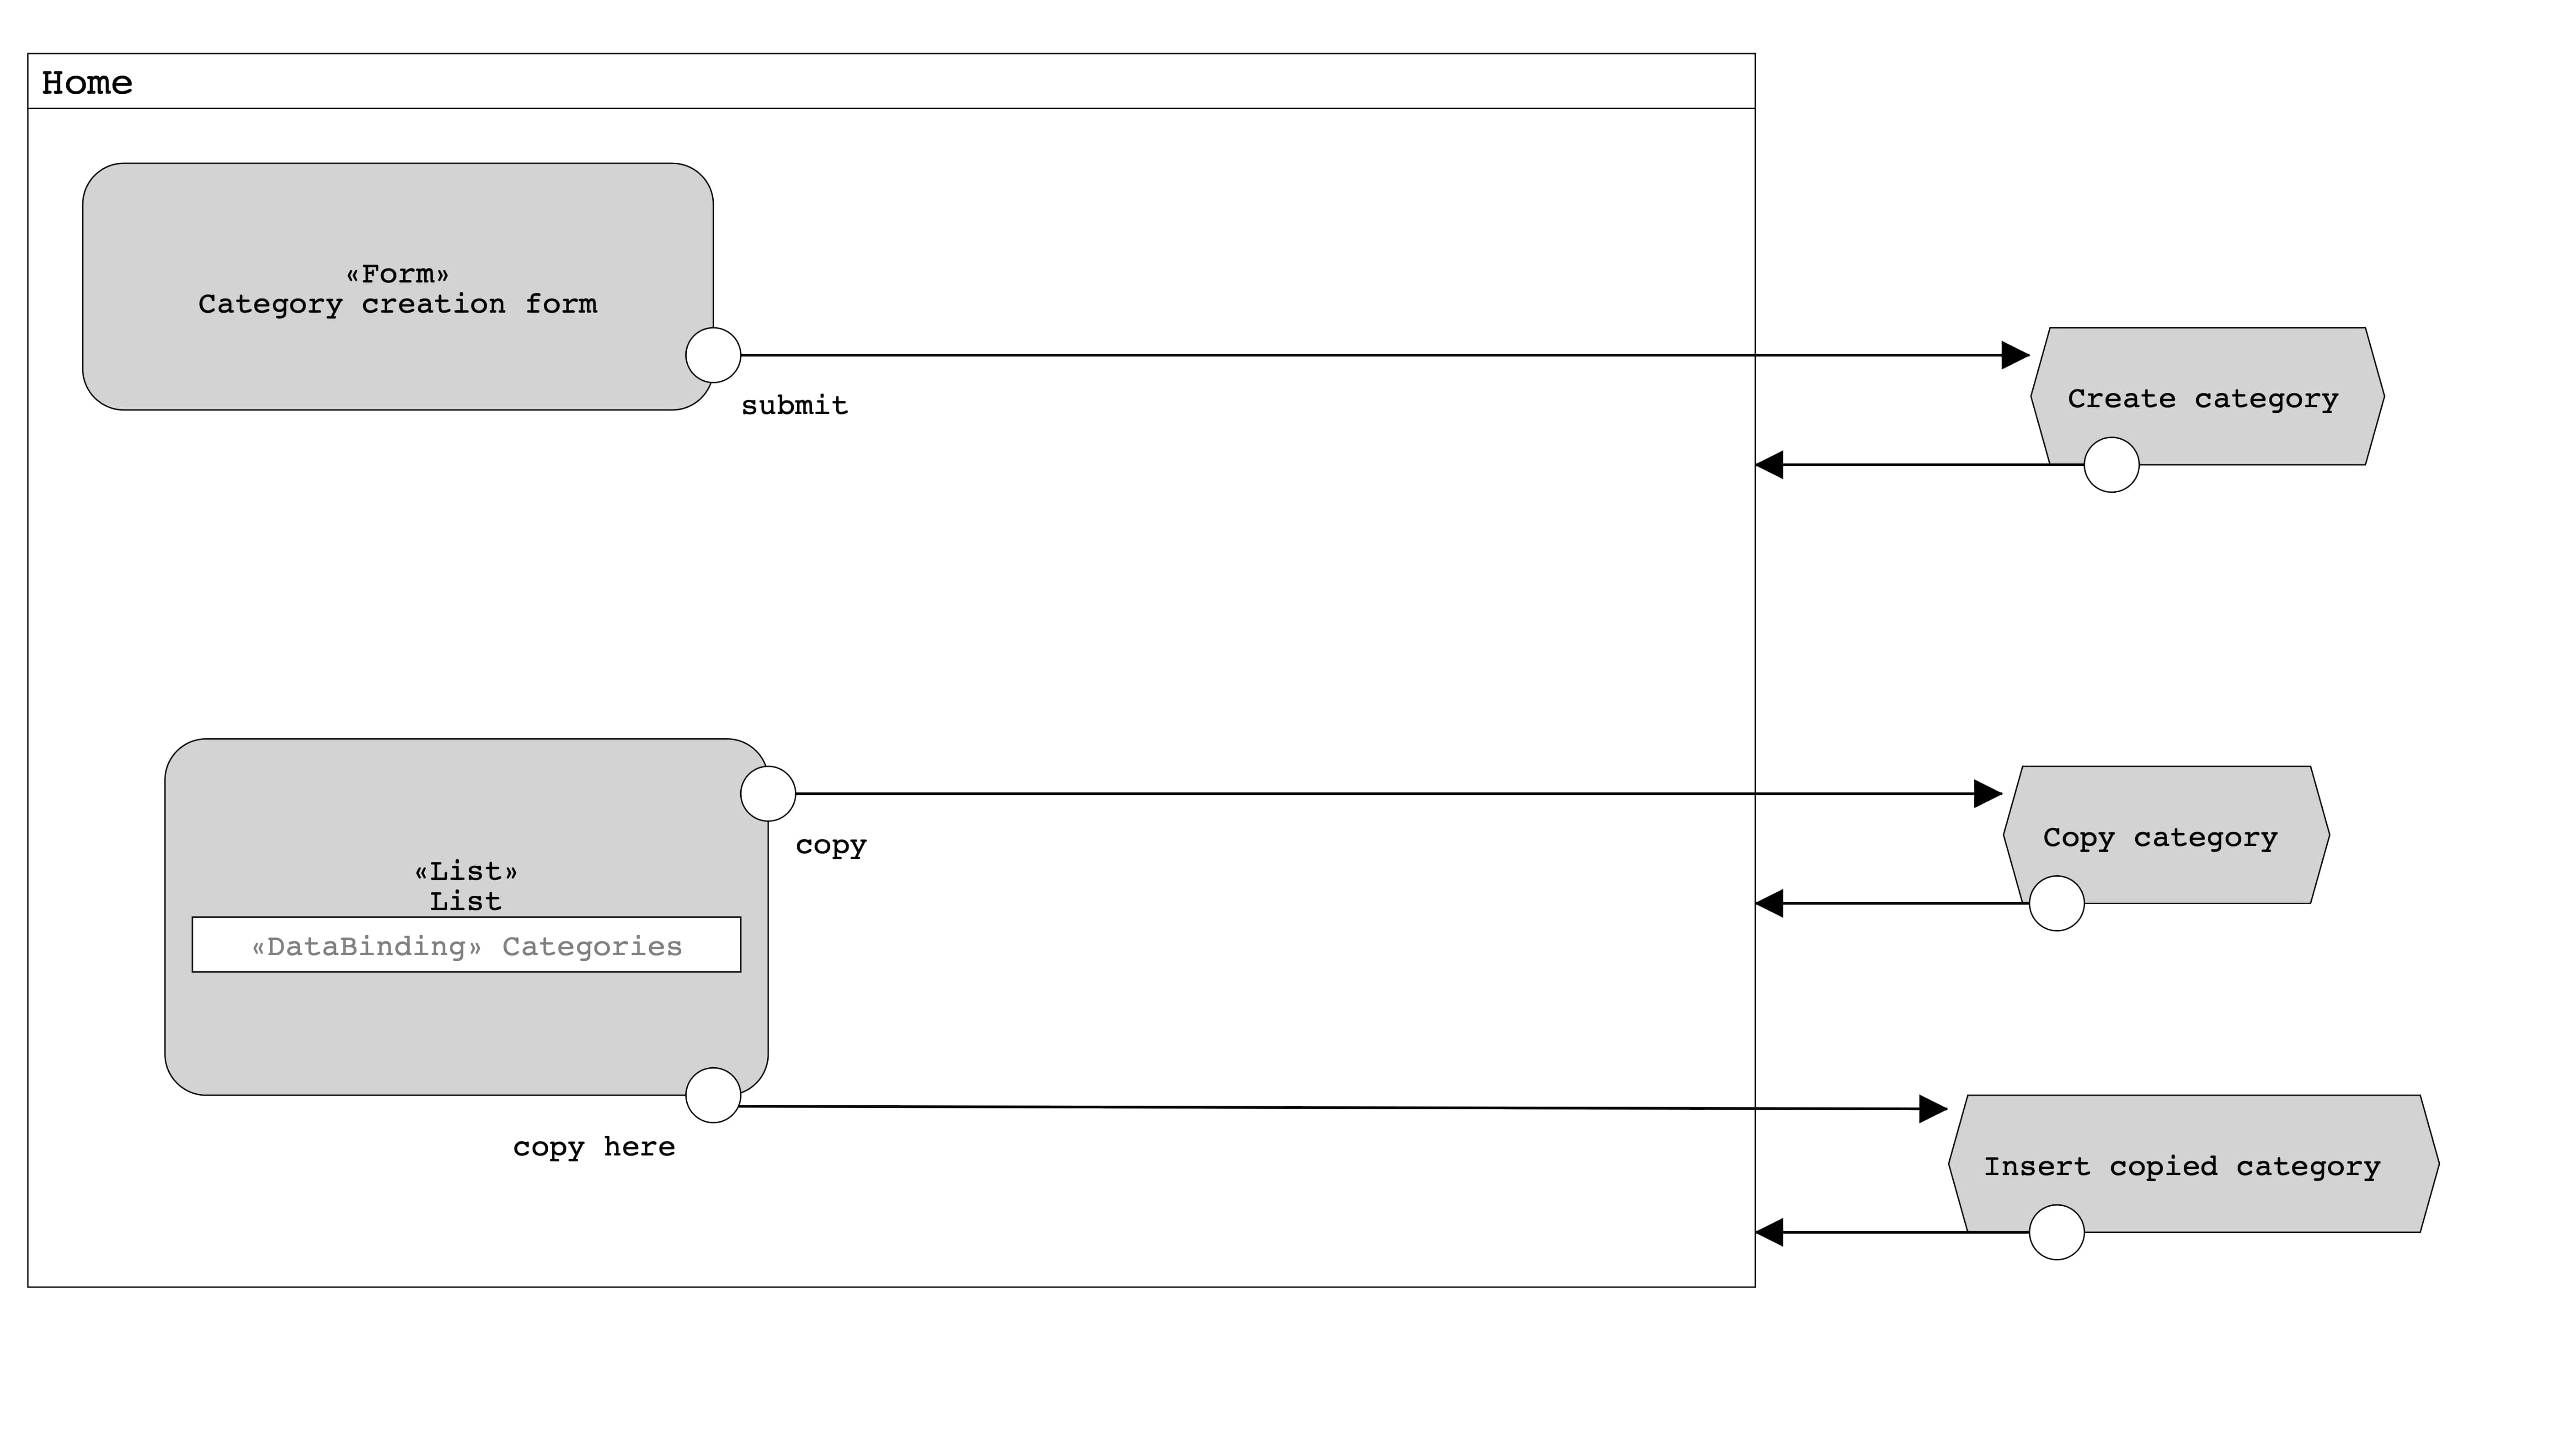 Home
«Form»
Category creation form
submit
Create category
«List»
List
«DataBinding» Categories
copy
Copy category
copy here
Insert copied category